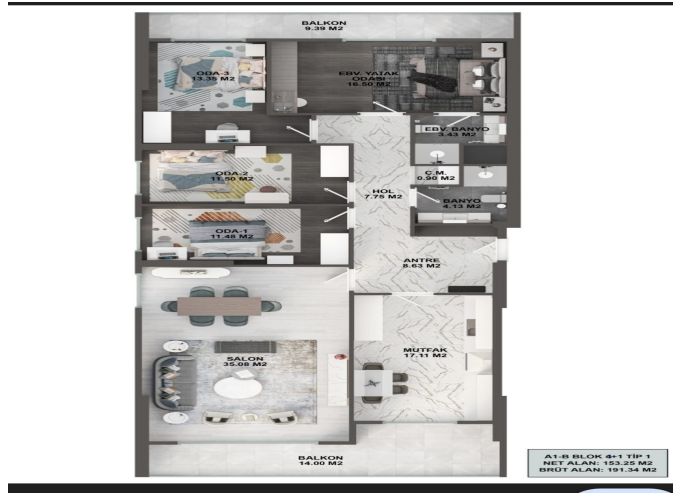 BALKON
9.39 M2
ODA-3
13.35 M2
EBV. YATAK
ODASI
16.50 M2
EBV. BANYO
3.43 M2
ODA-2
11.50 M2
Ç.M.
0.90 M2
HOL
7.75 M2
BANYO
4.13 M2
ODA-1
11.48 M2
ANTRE
8.63 M2
MUTFAK
17.11 M2
SALON
35.08 M2
BALKON
14.00 M2
A1-B BLOK 4+1 TİP 1
NET ALAN: 153.25 M2
BRÜT ALAN: 191.34 M2